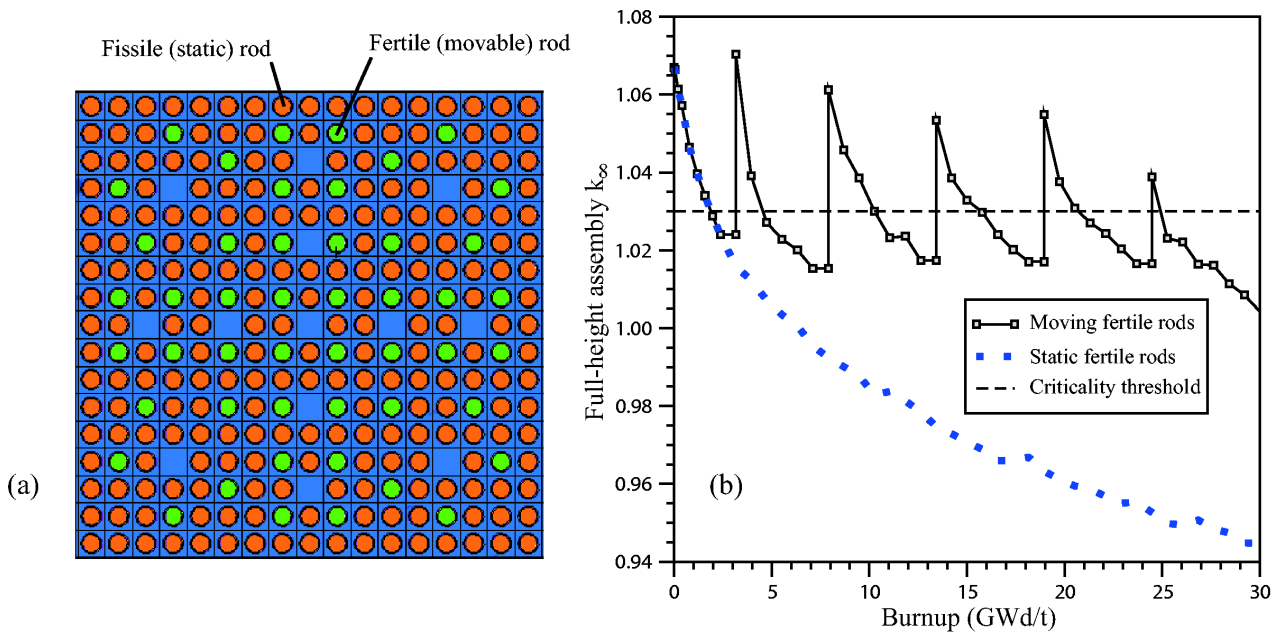 Fissile (static) rod
Fertile (movable) rod
(a)
Full-height assembly k∞
1.08
1.06
1.04
1.02
1.00
0.98
0.96
0.94
Moving fertile rods
Static fertile rods
Criticality threshold
(b)
0
5
10
15
20
25
30
Burnup (GWd/t)